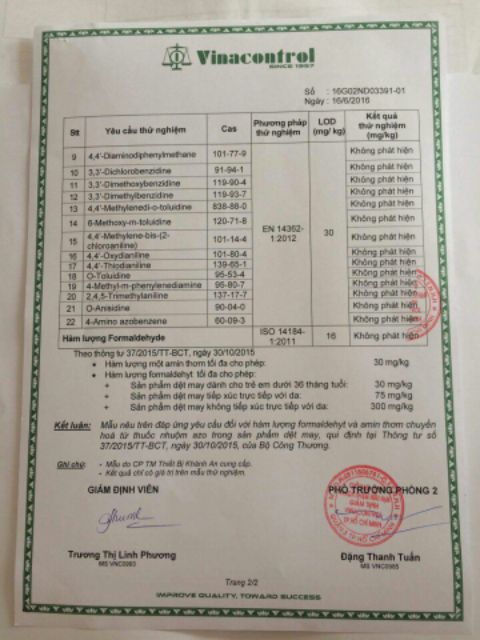 Vinacontrol
SINCE 1957
Số : 16G02ND03391-01
Ngày : 16/6/2016
Stt Yêu cầu thử nghiệm Cas Phương pháp thử nghiệm LOD (mg/ kg) Kết quả thử nghiệm (mg/kg)
9 4,4'-Diaminodiphenylmethane 101-77-9 Không phát hiện
10 3,3'-Dichlorobenzidine 91-94-1 Không phát hiện
11 3,3'-Dimethoxybenzidine 119-90-4 Không phát hiện
12 3,3'-Dimethylbenzidine 119-93-7 Không phát hiện
13 4,4'-Methylenedi-o-toluidine 838-88-0 Không phát hiện
14 6-Methoxy-m-toluidine 120-71-8 Không phát hiện
EN 14362-1:2012 30
15 4,4'-Methylene-bis-(2-chloroaniline) 101-14-4 Không phát hiện
16 4,4'-Oxydianiline 101-80-4 Không phát hiện
17 4,4'-Thiodianiline 139-65-1 Không phát hiện
18 O-Toluidine 95-53-4 Không phát hiện
19 4-Methyl-m-phenylenediamine 95-80-7 Không phát hiện
20 2,4,5-Trimethylaniline 137-17-7 Không phát hiện
21 O-Anisidine 90-04-0 Không phát hiện
22 4-Amino azobenzene 60-09-3 Không phát hiện
Hàm lượng Formaldehyde ISO 14184-1:2011 16 Không phát hiện
Theo thông tư 37/2015/TT-BCT, ngày 30/10/2015
• Hàm lượng một amin thơm tối đa cho phép: 30 mg/kg
• Hàm lượng formaldehyt tối đa cho phép:
+ Sản phẩm dệt may dành cho trẻ em dưới 36 tháng tuổi: 30 mg/kg
+ Sản phẩm dệt may tiếp xúc trực tiếp với da: 75 mg/kg
+ Sản phẩm dệt may không tiếp xúc trực tiếp với da: 300 mg/kg
Kết luận: Mẫu nêu trên đáp ứng yêu cầu đối với hàm lượng formaldehyt và amin thơm chuyển
hoá từ thuốc nhuộm azo trong sản phẩm dệt may, qui định tại Thông tư số
37/2015/TT-BCT, ngày 30/10/2015, của Bộ Công Thương.
Ghi chú: - Mẫu do CP TM Thiết Bị Khánh An cung cấp.
- Kết quả chỉ có giá trị trên mẫu thử nghiệm.
GIÁM ĐỊNH VIÊN PHÓ TRƯỞNG PHÒNG 2
GIÁM ĐỊNH
VINACONTROL
TP HỒ CHÍ MINH
Trương Thị Linh Phương Đặng Thanh Tuấn
MS VNC0993 MS VNC0985
Trang 2/2
IMPROVE QUALITY, TOWARD SUCCESS